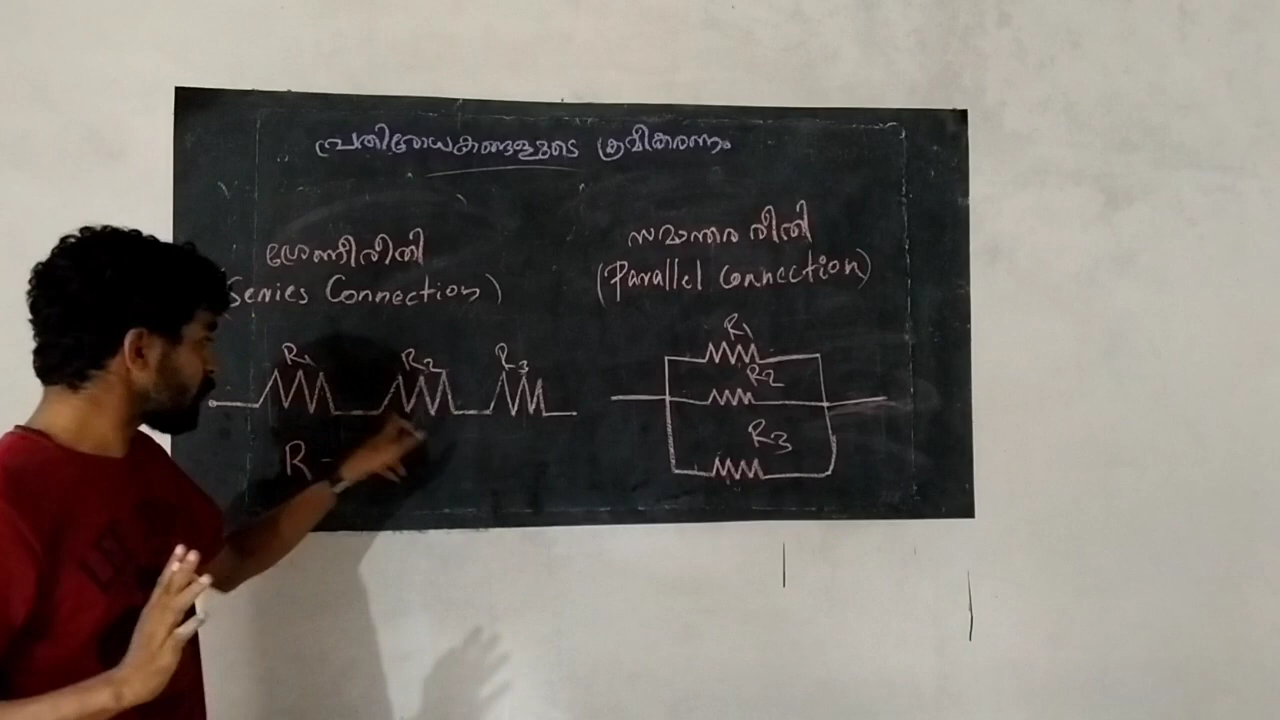 പ്രതിരോധകങ്ങളുടെ ക്രമീകരണം
ശ്രേണീരീതി
Series Connection)
R1 R2 R3
R -
സമാന്തര രീതി
(Parallel Connection)
R1
R2
R3